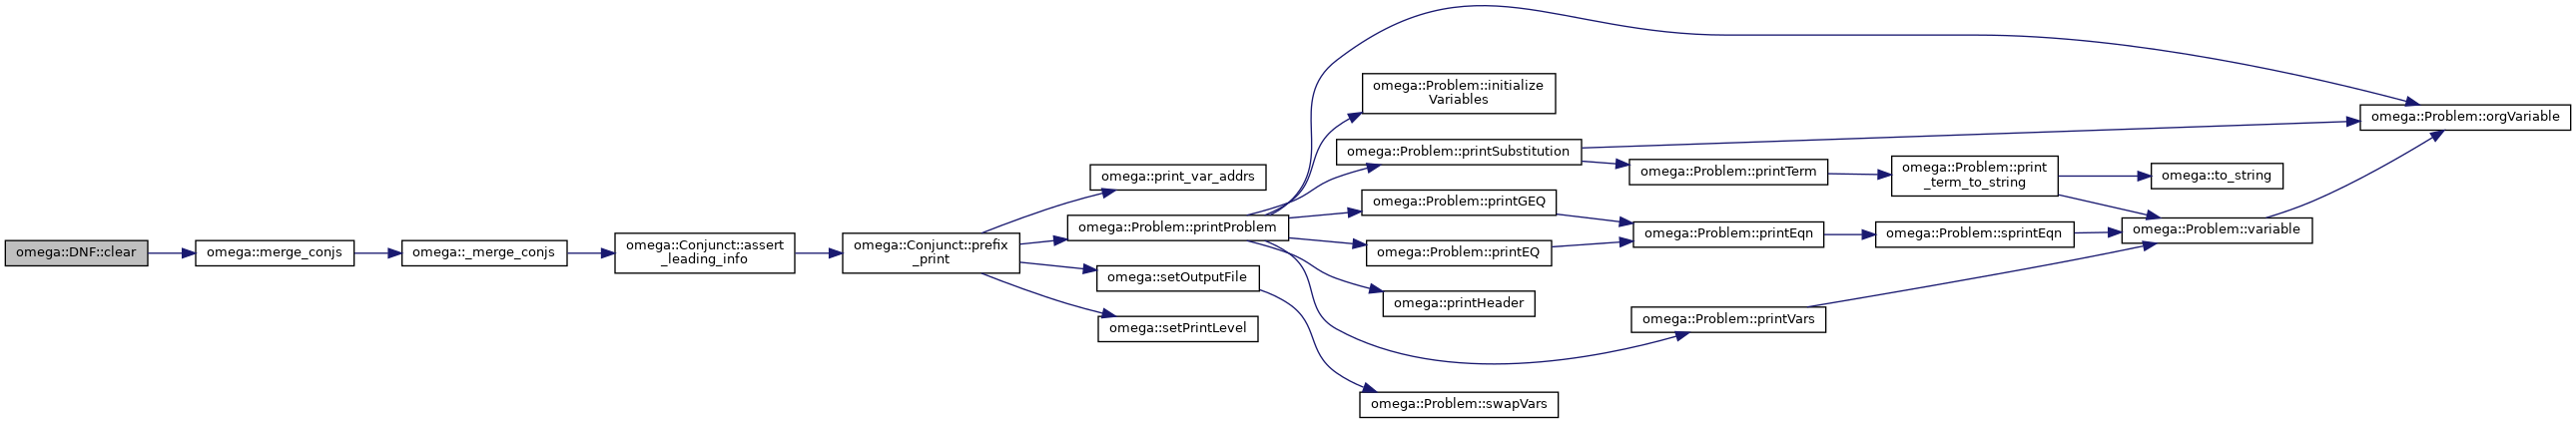 omega::DNF::clear
omega::merge_conjs
omega::_merge_conjs
omega::Conjunct::assert
_leading_info
omega::Conjunct::prefix
_print
omega::print_var_addrs
omega::Problem::printProblem
omega::setOutputFile
omega::setPrintLevel
omega::Problem::initialize
Variables
omega::Problem::printSubstitution
omega::Problem::printGEQ
omega::Problem::printEQ
omega::printHeader
omega::Problem::swapVars
omega::Problem::printTerm
omega::Problem::printEqn
omega::Problem::printVars
omega::Problem::print
_term_to_string
omega::Problem::sprintEqn
omega::to_string
omega::Problem::variable
omega::Problem::orgVariable